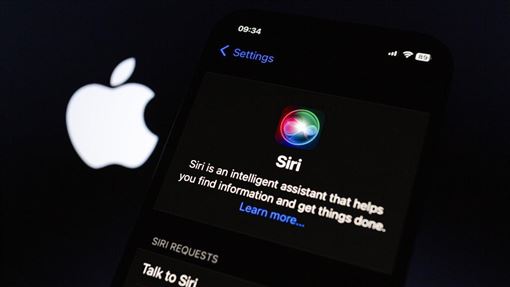 09:34
89
Settings
Siri
Siri is an intelligent assistant that helps
you find information and get things done.
Learn more...
SIRI REQUESTS
Talk to Siri